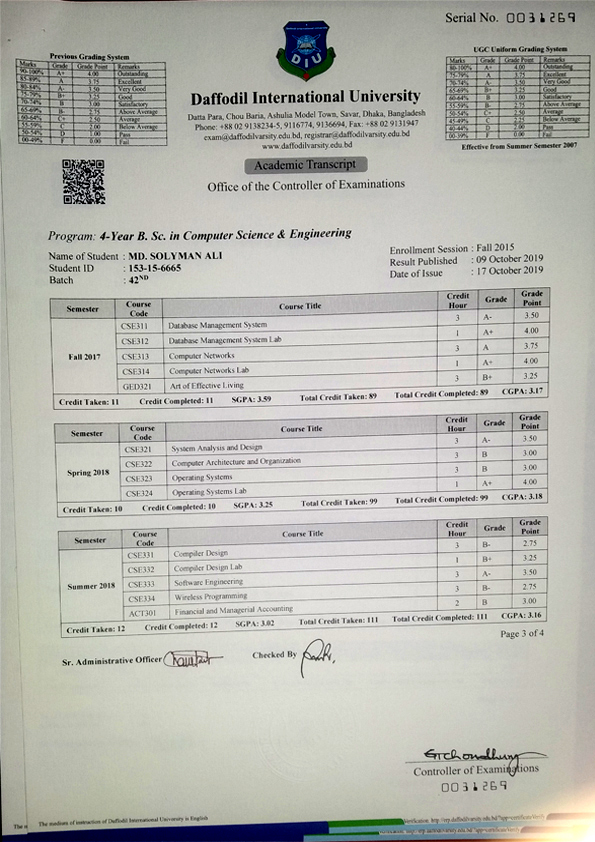 Serial No. 0031269
Previous Grading System
Marks Grade Grade Point Remarks
90-100% A+ 4.00 Outstanding
85-89% A 3.75 Excellent
80-84% A- 3.50 Very Good
75-79% B+ 3.25 Good
70-74% B 3.00 Satisfactory
65-69% B- 2.75 Above Average
60-64% C+ 2.50 Average
55-59% C 2.00 Below Average
50-54% D 1.00 Pass
00-49% F 0.00 Fail
DIU
UGC Uniform Grading System
Marks Grade Grade Point Remarks
80-100% A+ 4.00 Outstanding
75-79% A 3.75 Excellent
70-74% A- 3.50 Very Good
65-69% B+ 3.25 Good
60-64% B 3.00 Satisfactory
55-59% B- 2.75 Above Average
50-54% C+ 2.50 Average
45-49% C 2.25 Below Average
40-44% D 2.00 Pass
00-39% F 0.00 Fail
Effective from Summer Semester 2007
Daffodil International University
Datta Para, Chou Baria, Ashulia Model Town, Savar, Dhaka, Bangladesh
Phone: +88 02 9138234-5, 9116774, 9136694, Fax: +88 02 9131947
exam@daffodilvarsity.edu.bd, registrar@daffodilvarsity.edu.bd
www.daffodilvarsity.edu.bd
Academic Transcript
Office of the Controller of Examinations
Program: 4-Year B. Sc. in Computer Science & Engineering
Name of Student : MD. SOLYMAN ALI
Student ID : 153-15-6665
Batch : 42ND
Enrollment Session : Fall 2015
Result Published : 09 October 2019
Date of Issue : 17 October 2019
Semester Course Code Course Title Credit Hour Grade Grade Point
Fall 2017
CSE311 Database Management System 3 A- 3.50
CSE312 Database Management System Lab 1 A+ 4.00
CSE313 Computer Networks 3 A 3.75
CSE314 Computer Networks Lab 1 A+ 4.00
GED321 Art of Effective Living 3 B+ 3.25
Credit Taken: 11 Credit Completed: 11 SGPA: 3.59 Total Credit Taken: 89 Total Credit Completed: 89 CGPA: 3.17
Semester Course Code Course Title Credit Hour Grade Grade Point
Spring 2018
CSE321 System Analysis and Design 3 A- 3.50
CSE322 Computer Architecture and Organization 3 B 3.00
CSE323 Operating Systems 3 B 3.00
CSE324 Operating Systems Lab 1 A+ 4.00
Credit Taken: 10 Credit Completed: 10 SGPA: 3.25 Total Credit Taken: 99 Total Credit Completed: 99 CGPA: 3.18
Semester Course Code Course Title Credit Hour Grade Grade Point
Summer 2018
CSE331 Compiler Design 3 B- 2.75
CSE332 Compiler Design Lab 1 B+ 3.25
CSE333 Software Engineering 3 A- 3.50
CSE334 Wireless Programming 3 B- 2.75
ACT301 Financial and Managerial Accounting 2 B 3.00
Credit Taken: 12 Credit Completed: 12 SGPA: 3.02 Total Credit Taken: 111 Total Credit Completed: 111 CGPA: 3.16
Page 3 of 4
Sr. Administrative Officer
Checked By
Controller of Examinations
0031269
The medium of instruction of Daffodil International University is English